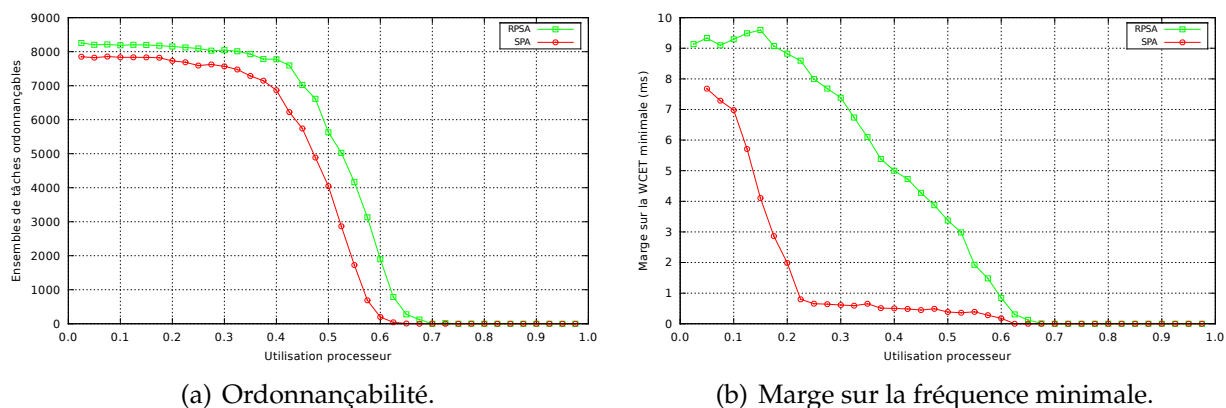 9000
8000
7000
6000
5000
4000
3000
2000
1000
0
Ensembles de tâches ordonnançables
0.0 0.1 0.2 0.3 0.4 0.5 0.6 0.7 0.8 0.9 1.0
Utilisation processeur
RPSA
SPA
(a) Ordonnançabilité.
10
9
8
7
6
5
4
3
2
1
0
Marge sur la WCET minimale (ms)
0.0 0.1 0.2 0.3 0.4 0.5 0.6 0.7 0.8 0.9 1.0
Utilisation processeur
RPSA
SPA
(b) Marge sur la fréquence minimale.